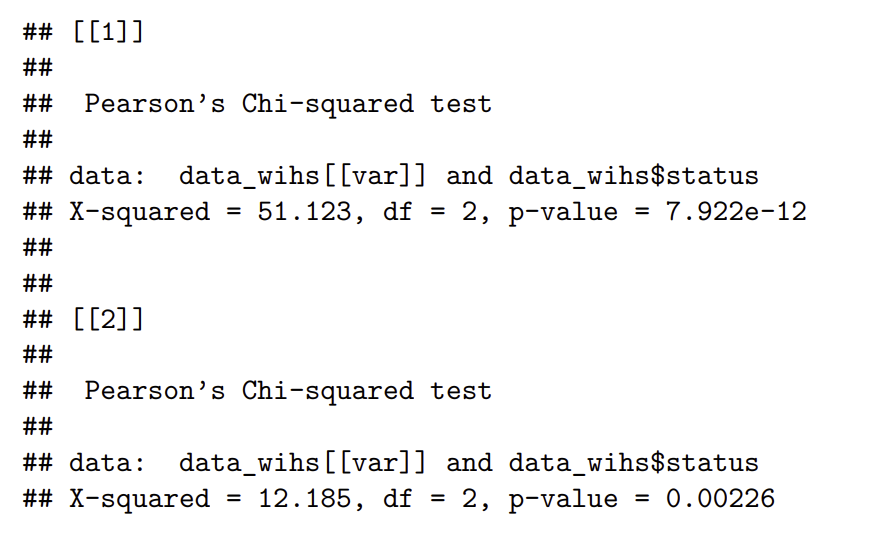 ## [[1]]
##
##  Pearson’s Chi-squared test
##
## data:  data_wihs[[var]] and data_wihs$status
## X-squared = 51.123, df = 2, p-value = 7.922e-12
##
##
## [[2]]
##
##  Pearson’s Chi-squared test
##
## data:  data_wihs[[var]] and data_wihs$status
## X-squared = 12.185, df = 2, p-value = 0.00226